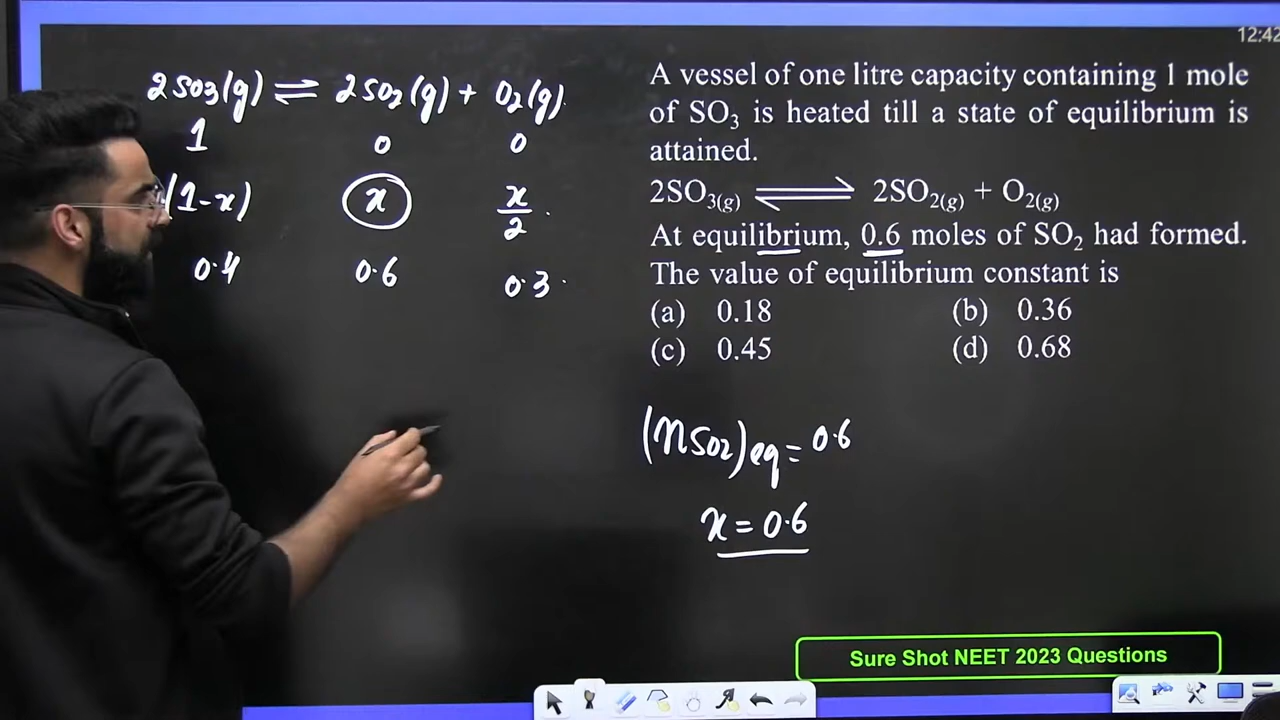 12:42
2SO3(g) ⇌ 2SO2(g) + O2(g).
1 0 0
(1-x) x x/2 .
0.4 0.6 0.3 .
A vessel of one litre capacity containing 1 mole
of SO₃ is heated till a state of equilibrium is
attained.
2SO₃(g) ⇌ 2SO₂(g) + O₂(g)
At equilibrium, 0.6 moles of SO₂ had formed.
The value of equilibrium constant is
(a) 0.18 (b) 0.36
(c) 0.45 (d) 0.68
(nSO2)eq = 0.6
x = 0.6
Sure Shot NEET 2023 Questions